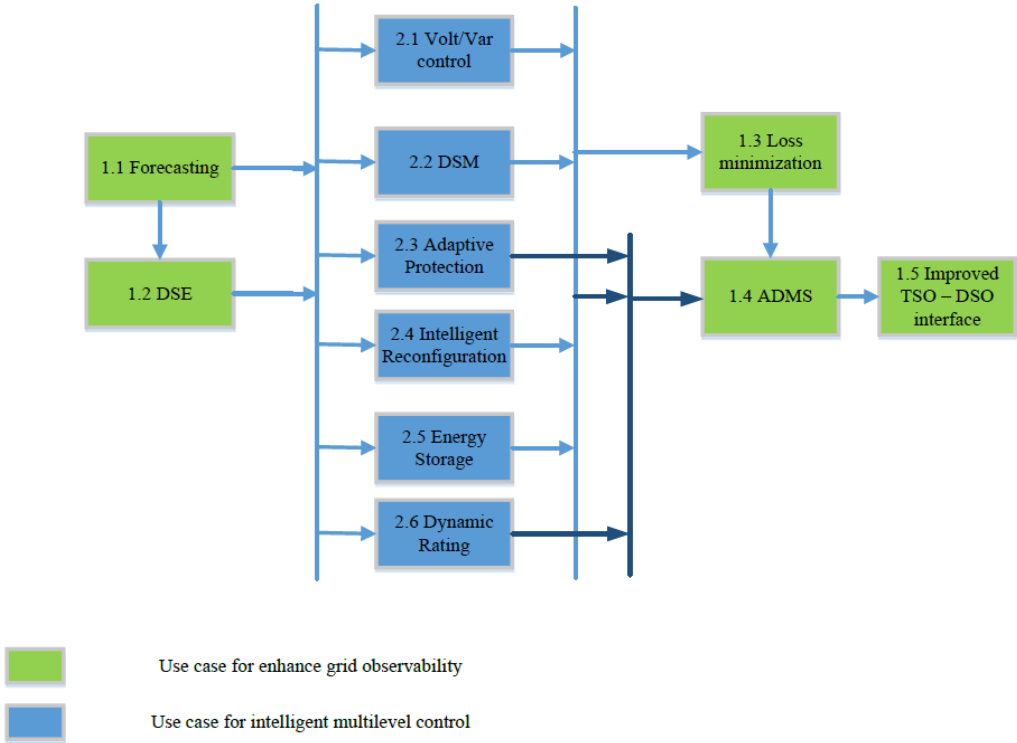 2.1 Volt/Var
control
1.1 Forecasting
2.2 DSM
1.3 Loss
minimization
2.3 Adaptive
Protection
1.2 DSE
1.4 ADMS
1.5 Improved
TSO – DSO
interface
2.4 Intelligent
Reconfiguration
2.5 Energy
Storage
2.6 Dynamic
Rating
Use case for enhance grid observability
Use case for intelligent multilevel control